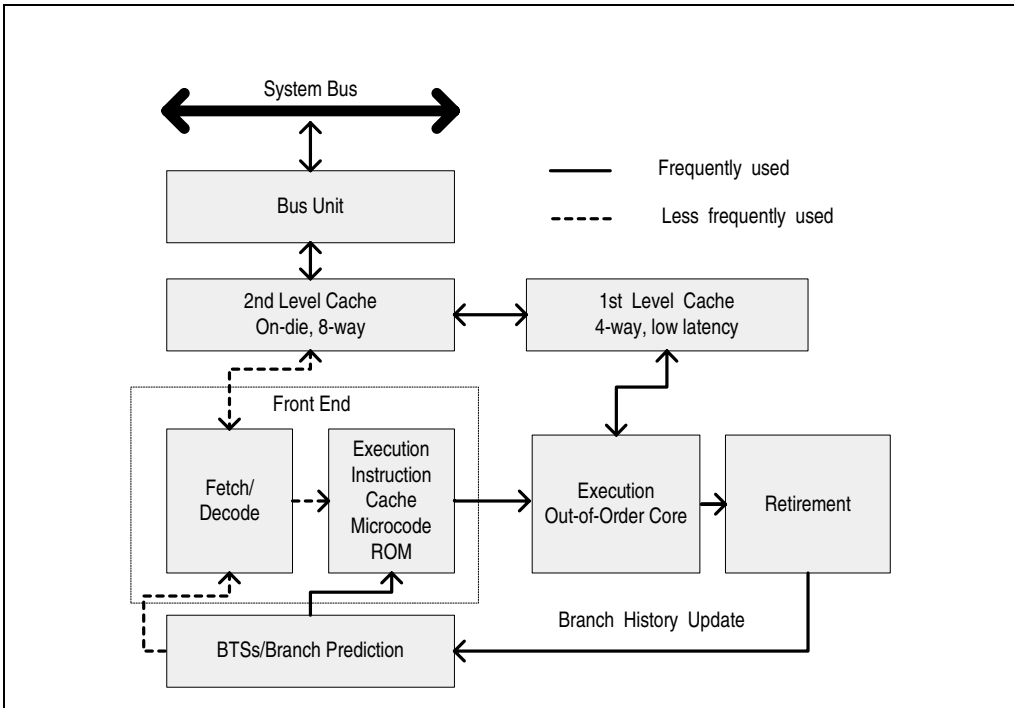 System Bus
Frequently used
Less frequently used
Bus Unit
2nd Level Cache
On-die, 8-way
1st Level Cache
4-way, low latency
Front End
Fetch/
Decode
Execution
Instruction
Cache
Microcode
ROM
Execution
Out-of-Order Core
Retirement
Branch History Update
BTSs/Branch Prediction